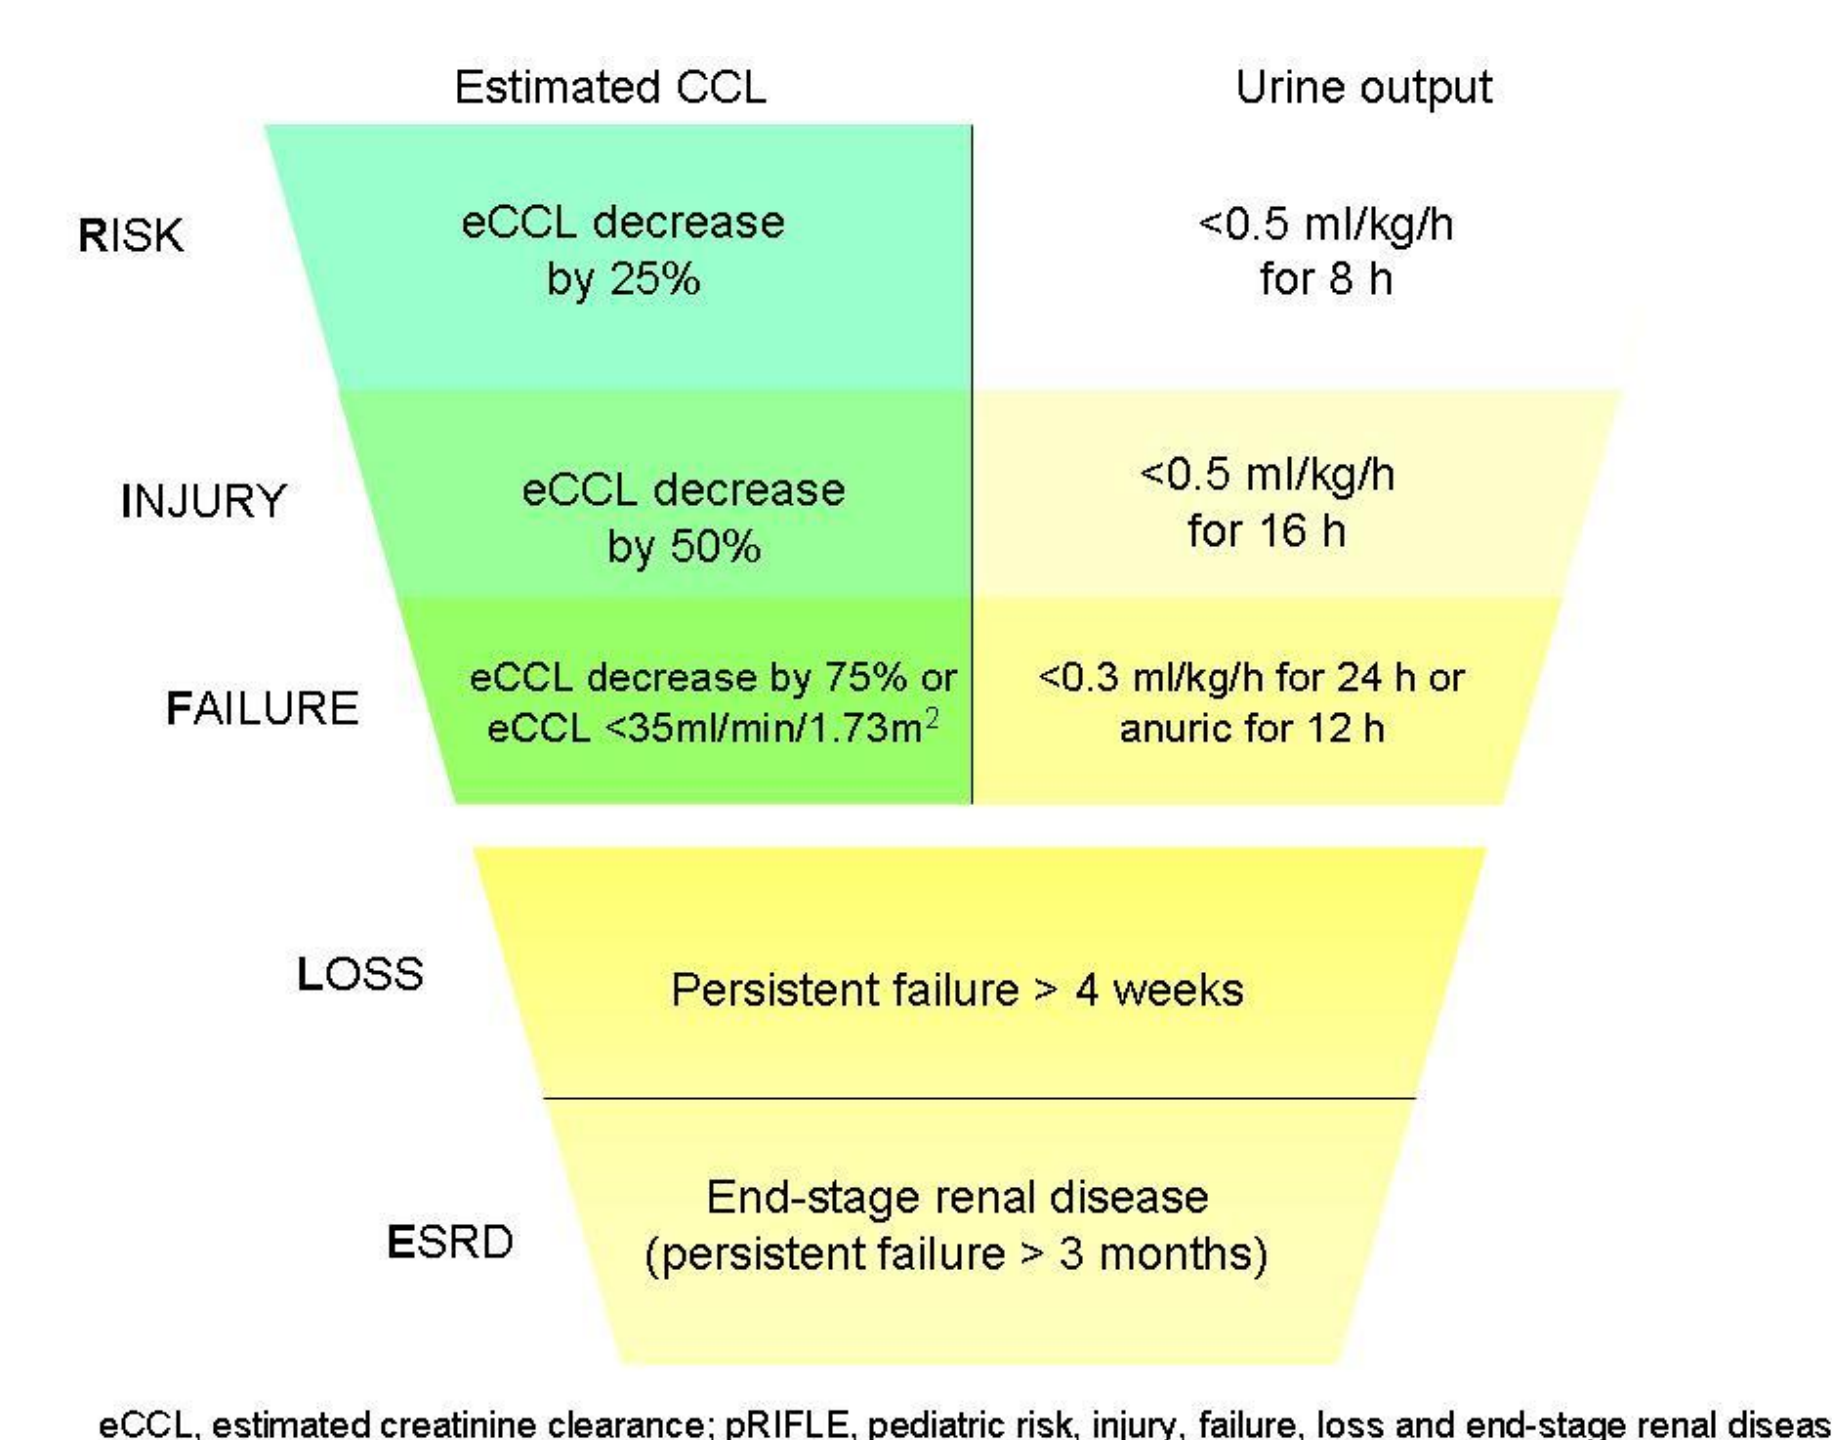 Estimated CCL
Urine output
RISK
eCCL decrease
by 25%
<0.5 ml/kg/h
for 8 h
INJURY
eCCL decrease
by 50%
<0.5 ml/kg/h
for 16 h
FAILURE
eCCL decrease by 75% or
eCCL <35ml/min/1.73m²
<0.3 ml/kg/h for 24 h or
anuric for 12 h
LOSS
Persistent failure > 4 weeks
ESRD
End-stage renal disease
(persistent failure > 3 months)
eCCL, estimated creatinine clearance; pRIFLE, pediatric risk, injury, failure, loss and end-stage renal diseas